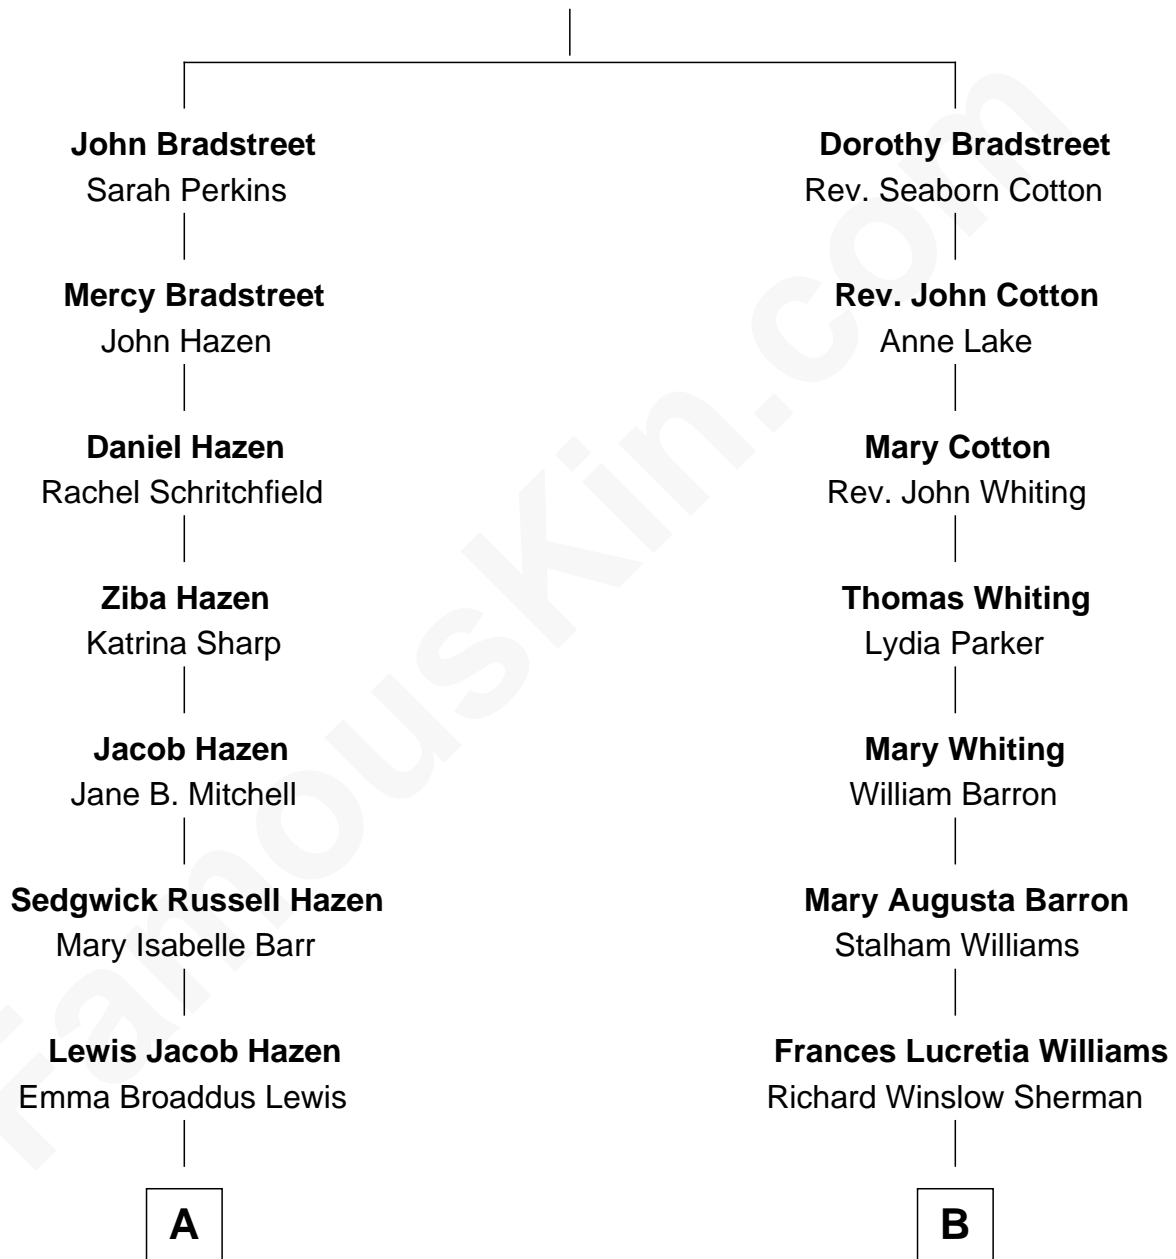 John Bradstreet
Sarah Perkins
Mercy Bradstreet
John Hazen
Daniel Hazen
Rachel Schritchfield
Ziba Hazen
Katrina Sharp
Jacob Hazen
Jane B. Mitchell
Sedgwick Russell Hazen
Mary Isabelle Barr
Lewis Jacob Hazen
Emma Broaddus Lewis
A
Dorothy Bradstreet
Rev. Seaborn Cotton
Rev. John Cotton
Anne Lake
Mary Cotton
Rev. John Whiting
Thomas Whiting
Lydia Parker
Mary Whiting
William Barron
Mary Augusta Barron
Stalham Williams
Frances Lucretia Williams
Richard Winslow Sherman
B
FamousKin.com